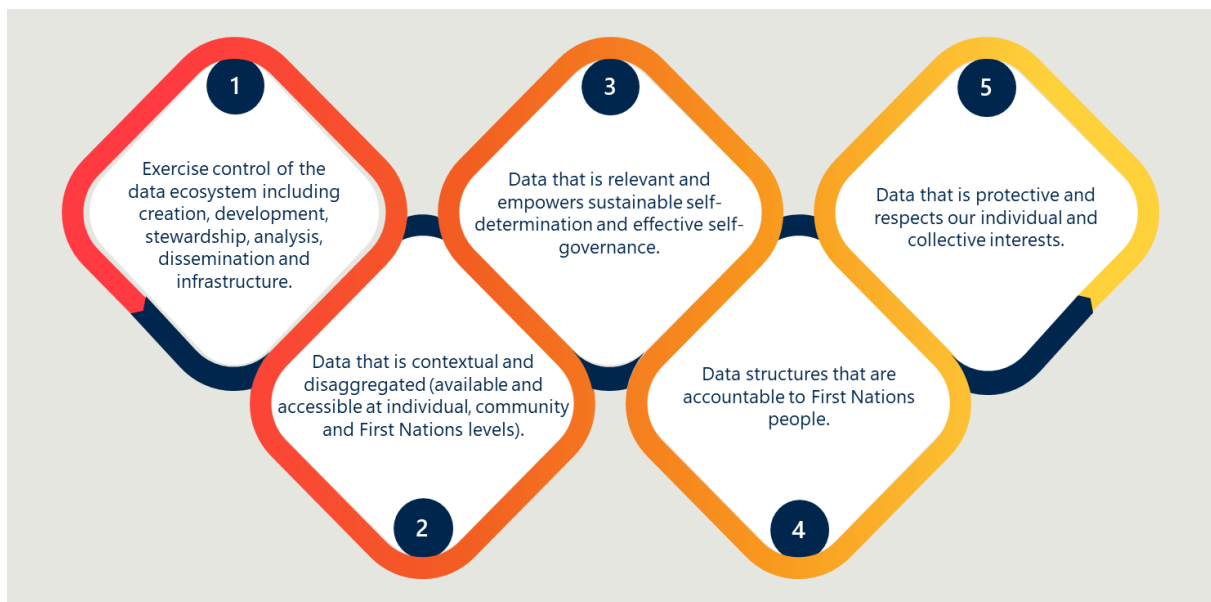 1
Exercise control of the
data ecosystem including
creation, development,
stewardship, analysis,
dissemination and
infrastructure.
Data that is contextual and
disaggregated (available and
accessible at individual, community
and First Nations levels).
2
3
Data that is relevant and
empowers sustainable self-
determination and effective self-
governance.
Data structures that are
accountable to First Nations
people.
4
5
Data that is protective and
respects our individual and
collective interests.